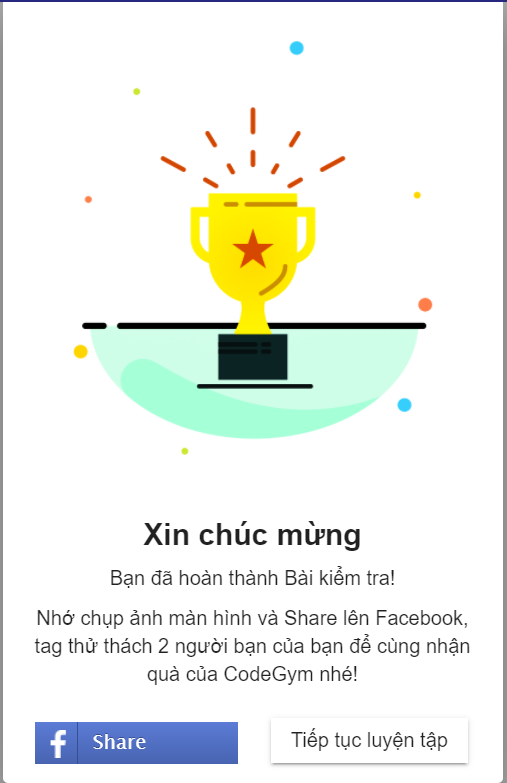 Xin chúc mừng
Bạn đã hoàn thành Bài kiểm tra!
Nhớ chụp ảnh màn hình và Share lên Facebook,
tag thử thách 2 người bạn của bạn để cùng nhận
quà của CodeGym nhé!
f Share
Tiếp tục luyện tập